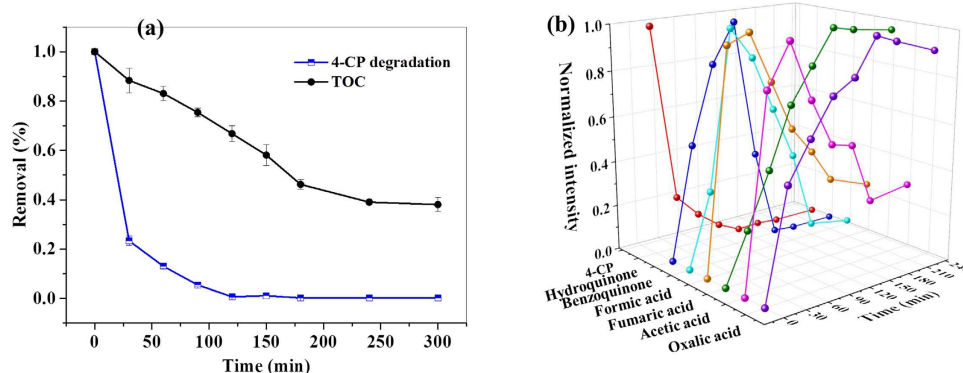 (a)
4-CP degradation
TOC
Removal (%)
1.0
0.8
0.6
0.4
0.2
0.0
0 50 100 150 200 250 300
Time (min)
(b)
Normalized intensity
1.0
0.8
0.6
0.4
0.2
0.0
4-CP
Hydroquinone
Benzoquinone
Formic acid
Fumaric acid
Acetic acid
Oxalic acid
0 30 60 90 120 150 180 210 24
Time (min)